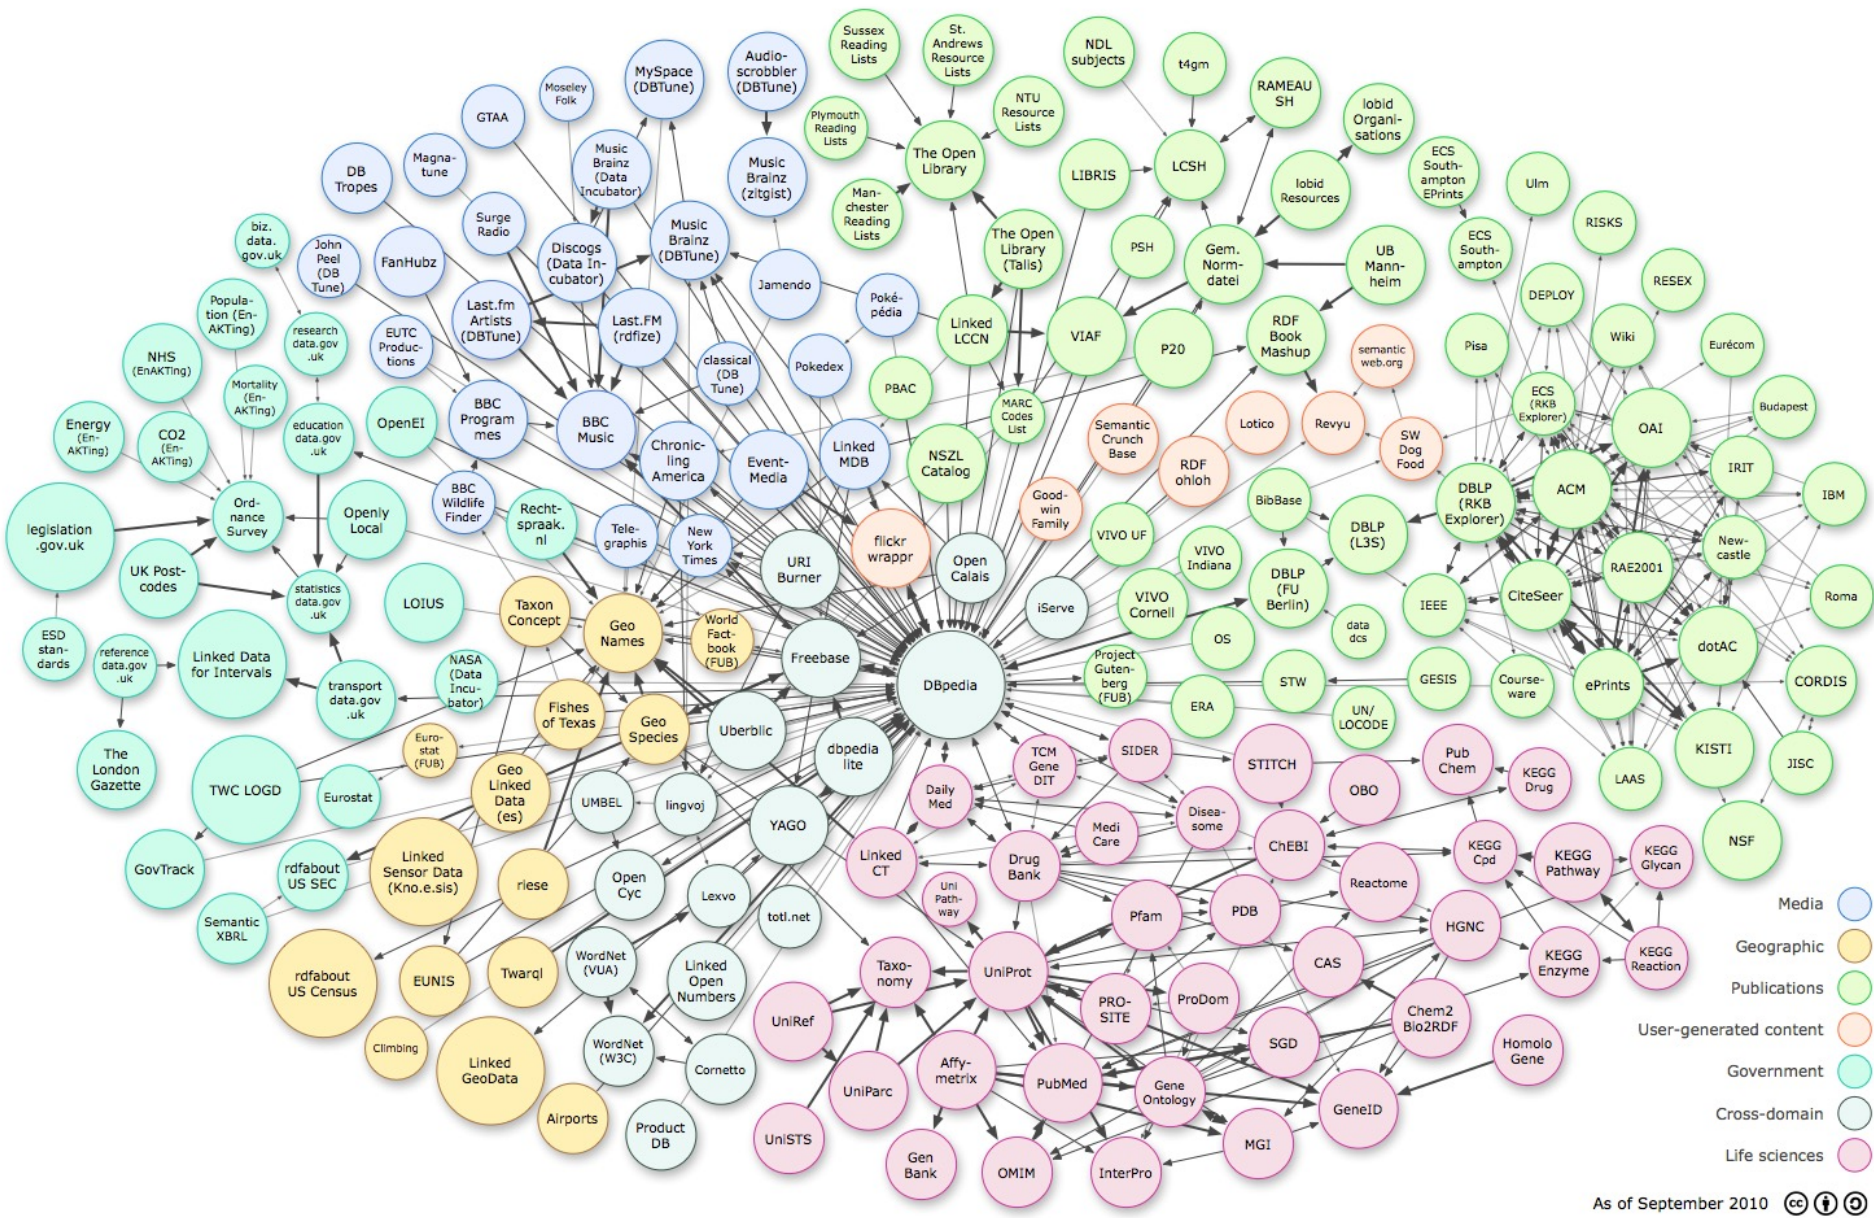 Sussex
Reading
Lists
St.
Andrews
Resource
Lists
NDL
subjects
t4gm
RAMEAU
SH
lobid
Organi-
sations
Audio-
scrobbler
(DBTune)
MySpace
(DBTune)
Moseley
Folk
GTAA
Plymouth
Reading
Lists
NTU
Resource
Lists
The Open
Library
LIBRIS
LCSH
lobid
Resources
ECS
South-
ampton
EPrints
Ulm
Music
Brainz
(Data
Incubator)
Music
Brainz
(zitgist)
Magna-
tune
DB
Tropes
Man-
chester
Reading
Lists
RISKS
Surge
Radio
Music
Brainz
(DBTune)
The Open
Library
(Talis)
PSH
Gem.
Norm-
datei
UB
Mann-
heim
ECS
South-
ampton
biz.
data.
gov.uk
John
Peel
(DB
Tune)
FanHubz
Discogs
(Data In-
cubator)
Jamendo
RESEX
DEPLOY
Popula-
tion (En-
AKTing)
Last.fm
Artists
(DBTune)
Last.FM
(rdfize)
Poké-
pédia
Linked
LCCN
VIAF
P20
RDF
Book
Mashup
semantic
web.org
Pisa
Wiki
Eurécom
research
data.gov
.uk
EUTC
Produc-
tions
NHS
(EnAKTing)
classical
(DB
Tune)
Pokedex
PBAC
Mortality
(En-
AKTing)
BBC
Program
mes
BBC
Music
MARC
Codes
List
Semantic
Crunch
Base
Lotico
Revyu
SW
Dog
Food
ECS
(RKB
Explorer)
OAI
Budapest
Energy
(En-
AKTing)
CO2
(En-
AKTing)
education
data.gov
.uk
OpenEI
Chronic-
ling
America
Event-
Media
Linked
MDB
NSZL
Catalog
RDF
ohloh
IRIT
IBM
legislation
.gov.uk
Ord-
nance
Survey
Openly
Local
BBC
Wildlife
Finder
Recht-
spraak.
nl
Tele-
graphis
New
York
Times
Good-
win
Family
BibBase
DBLP
(L3S)
DBLP
(RKB
Explorer)
ACM
URI
Burner
flickr
wrappr
Open
Calais
VIVO UF
VIVO
Indiana
New-
castle
RAE2001
UK Post-
codes
statistics
data.gov
.uk
LOIUS
Taxon
Concept
Geo
Names
World
Fact-
book
(FUB)
iServe
VIVO
Cornell
DBLP
(FU
Berlin)
IEEE
CiteSeer
Roma
ESD
stan-
dards
reference
data.gov
.uk
Linked Data
for Intervals
NASA
(Data
Incu-
bator)
Freebase
DBpedia
OS
data
dcs
dotAC
transport
data.gov
.uk
Fishes
of Texas
Geo
Species
Uberblic
Project
Guten-
berg
(FUB)
ERA
STW
UN/
LOCODE
GESIS
Course-
ware
ePrints
CORDIS
The
London
Gazette
TWC LOGD
Euro-
stat
(FUB)
Eurostat
Geo
Linked
Data
(es)
UMBEL
lingvoj
dbpedia
lite
YAGO
Daily
Med
TCM
Gene
DIT
SIDER
STITCH
Pub
Chem
KEGG
Drug
LAAS
KISTI
JISC
NSF
Disea-
some
OBO
Medi
Care
ChEBI
GovTrack
rdfabout
US SEC
Linked
Sensor Data
(Kno.e.sis)
riese
Open
Cyc
Lexvo
totl.net
Linked
CT
Drug
Bank
Uni
Path-
way
Pfam
PDB
Reactome
KEGG
Cpd
KEGG
Pathway
KEGG
Glycan
Semantic
XBRL
HGNC
rdfabout
US Census
EUNIS
Twarql
WordNet
(VUA)
Linked
Open
Numbers
Taxo-
nomy
UniProt
PRO-
SITE
ProDom
CAS
KEGG
Enzyme
KEGG
Reaction
Climbing
Linked
GeoData
WordNet
(W3C)
Cornetto
UniRef
UniParc
Affy-
metrix
PubMed
Gene
Ontology
SGD
Chem2
Bio2RDF
Homolo
Gene
Airports
Product
DB
UniSTS
Gen
Bank
OMIM
InterPro
MGI
GeneID
Media
Geographic
Publications
User-generated content
Government
Cross-domain
Life sciences
As of September 2010
cc